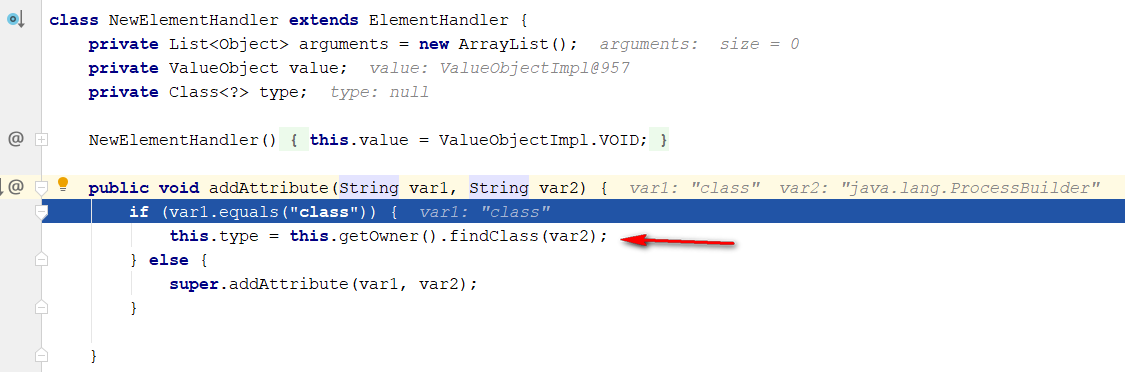 class NewElementHandler extends ElementHandler {
private List<Object> arguments = new ArrayList(); arguments: size = 0
private ValueObject value; value: ValueObjectImpl@957
private Class<?> type; type: null
NewElementHandler() { this.value = ValueObjectImpl.VOID; }
public void addAttribute(String var1, String var2) { var1: "class" var2: "java.lang.ProcessBuilder"
if (var1.equals("class")) { var1: "class"
this.type = this.getOwner().findClass(var2);
} else {
super.addAttribute(var1, var2);
}
}